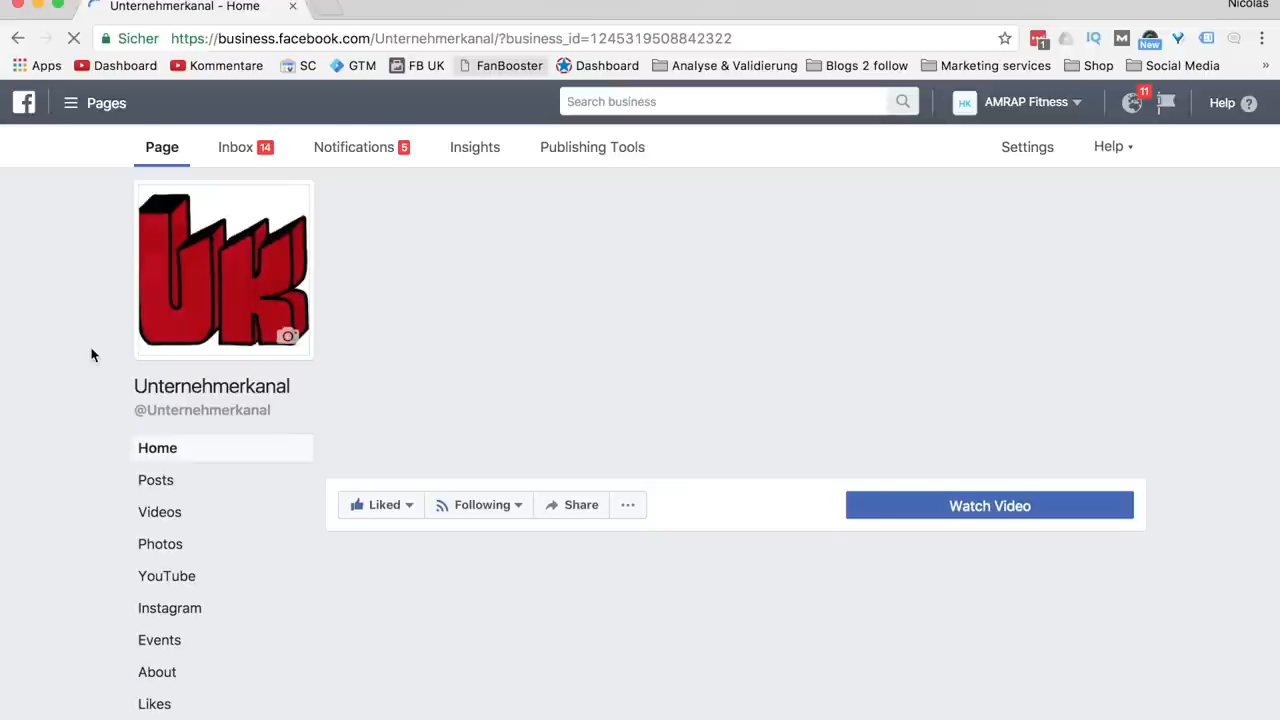 Unternehmerkanal - Home ×
Nicolas
Sicher https://business.facebook.com/Unternehmerkanal/?business_id=1245319508842322 1 New
Apps Dashboard Kommentare SC GTM FB UK FanBooster Dashboard Analyse & Validierung Blogs 2 follow Marketing services Shop Social Media »
Pages Search business HK AMRAP Fitness 11 Help ?
Page Inbox 14 Notifications 5 Insights Publishing Tools Settings Help
UK
Unternehmerkanal
@Unternehmerkanal
Home
Posts
Liked Following Share ··· Watch Video
Videos
Photos
YouTube
Instagram
Events
About
Likes